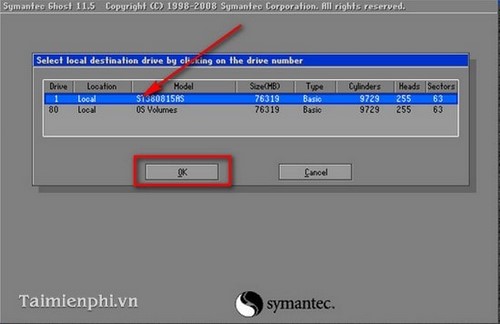 Symantec Ghost 11.5 Copyright (C) 1998-2008 Symantec Corporation. All rights reserved.
Select local destination drive by clicking on the drive number
Drive Location Model Size(MB) Type Cylinders Heads Sectors
1 Local ST380815AS 76319 Basic 9729 255 63
80 Local OS Volumes 76319 Basic 9729 255 63
OK Cancel
Taimienphi.vn
symantec.